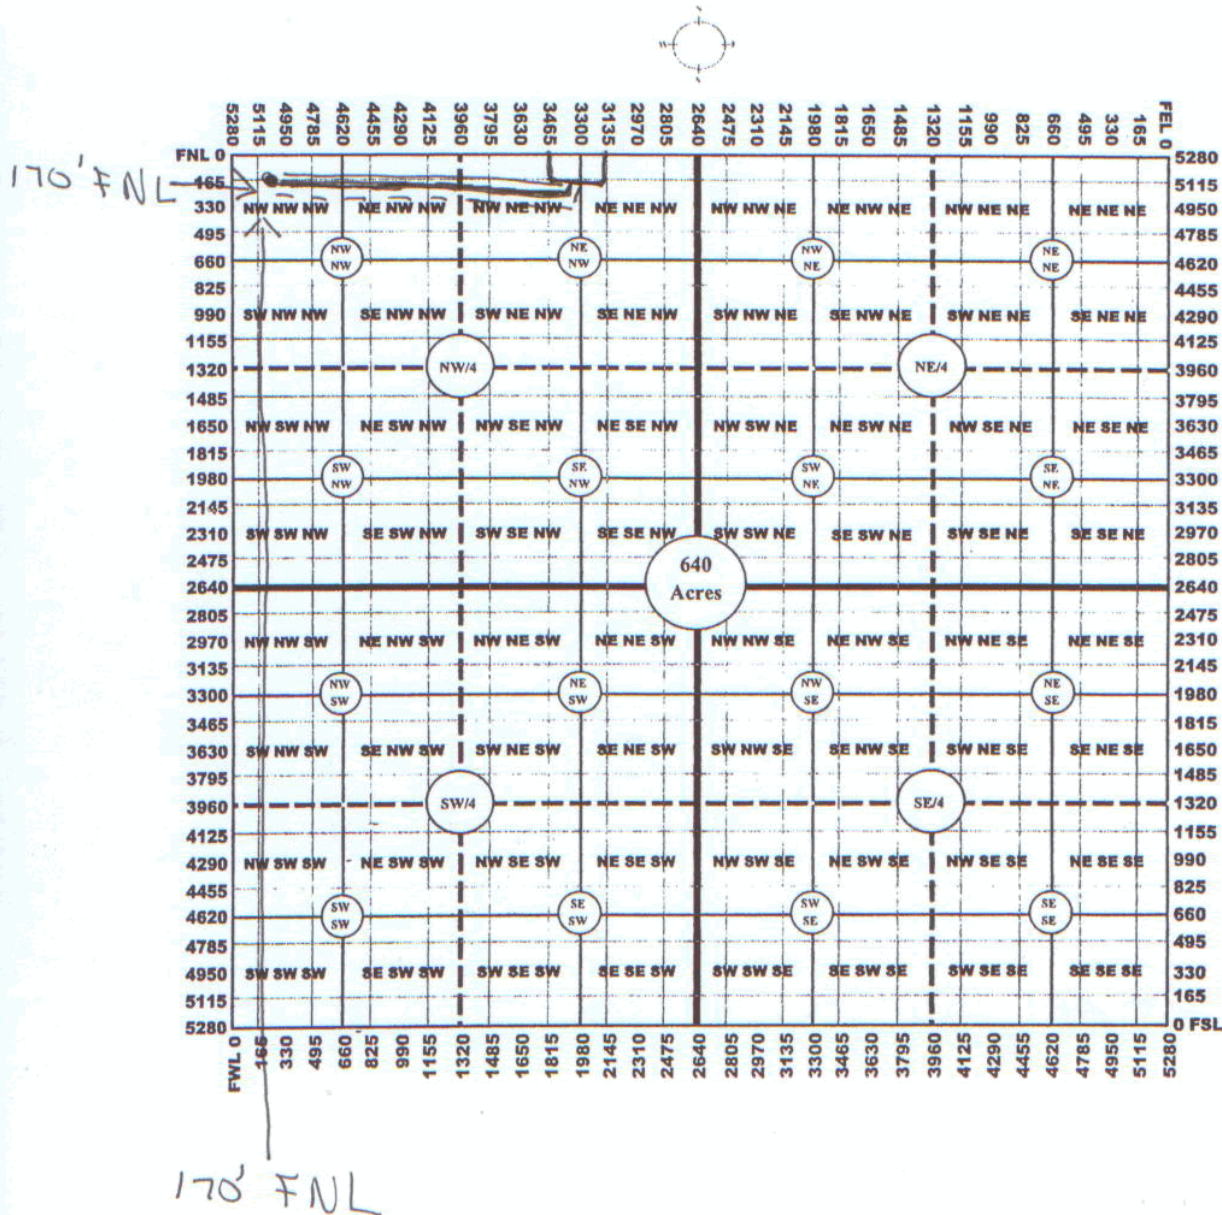 5280 5115 4950 4785 4620 4455 4290 4125 3960 3795 3630 3465 3300 3135 2970 2805 2640 2475 2310 2145 1980 1815 1650 1485 1320 1155 990 825 660 495 330 165 FEL 0
FNL 0 5280
170' FNL 165 5115
330 NW NW NW NE NW NW NW NE NW NE NE NW NW NW NE NE NW NE NW NE NE NE NE NE 4950
495 4785
NW NE NW NE
660 4620
NW NW NE NE
825 4455
990 SW NW NW SE NW NW SW NE NW SE NE NW SW NW NE SE NW NE SW NE NE SE NE NE 4290
1155 4125
1320 NW/4 NE/4 3960
1485 3795
1650 NW SW NW NE SW NW NW SE NW NE SE NW NW SW NE NE SW NE NW SE NE NE SE NE 3630
1815 3465
SW SE SW SE
1980 3300
NW NW NE NE
2145 3135
2310 SW SW NW SE SW NW SW SE NW SE SE NW SW SW NE SE SW NE SW SE NE SE SE NE 2970
2475 2805
640
Acres
2640 2640
2805 2475
2970 NW NW SW NE NW SW NW NE SW NE NE SW NW NW SE NE NW SE NW NE SE NE NE SE 2310
3135 2145
NW NE NW NE
3300 1980
SW SW SE SE
3465 1815
3630 SW NW SW SE NW SW SW NE SW SE NE SW SW NW SE SE NW SE SW NE SE SE NE SE 1650
3795 1485
3960 SW/4 SE/4 1320
4125 1155
4290 NW SW SW NE SW SW NW SE SW NE SE SW NW SW SE NE SW SE NW SE SE NE SE SE 990
4455 825
SW SE SW SE
4620 660
SW SW SE SE
4785 495
4950 SW SW SW SE SW SW SW SE SW SE SE SW SW SW SE SE SW SE SW SE SE SE SE SE 330
5115 165
5280 0 FSL
FWL 0 165 330 495 660 825 990 1155 1320 1485 1650 1815 1980 2145 2310 2475 2640 2805 2970 3135 3300 3465 3630 3795 3960 4125 4290 4455 4620 4785 4950 5115 5280
170' FNL